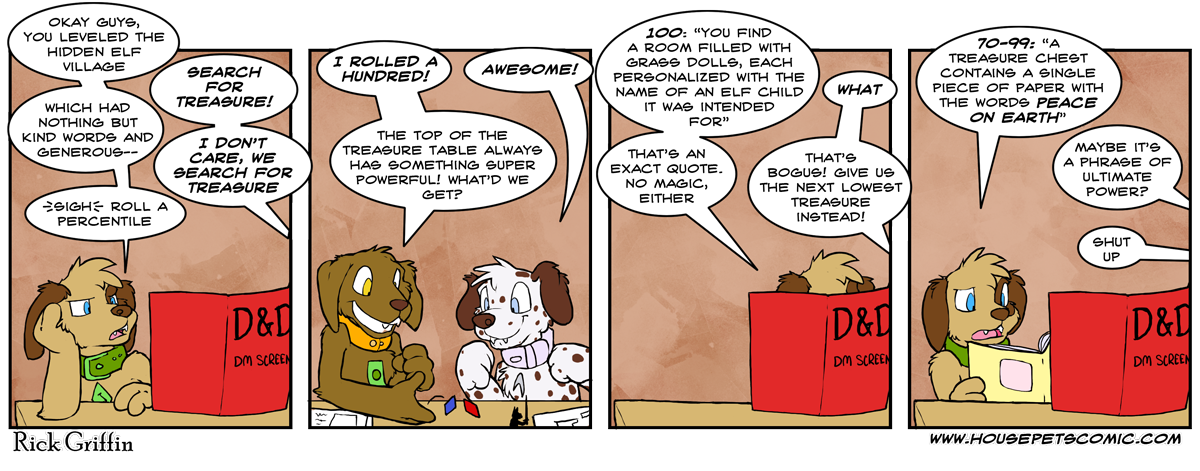 OKAY GUYS,
YOU LEVELED THE
HIDDEN ELF
VILLAGE
SEARCH
FOR
TREASURE!
WHICH HAD
NOTHING BUT
KIND WORDS AND
GENEROUS--
I DON'T
CARE, WE
SEARCH FOR
TREASURE
SIGH ROLL A
PERCENTILE
D&D
DM SCREEN
I ROLLED A
HUNDRED!
AWESOME!
THE TOP OF THE
TREASURE TABLE ALWAYS
HAS SOMETHING SUPER
POWERFUL! WHAT'D WE
GET?
100: "YOU FIND
A ROOM FILLED WITH
GRASS DOLLS, EACH
PERSONALIZED WITH THE
NAME OF AN ELF CHILD
IT WAS INTENDED
FOR"
WHAT
THAT'S AN
EXACT QUOTE.
NO MAGIC,
EITHER
THAT'S
BOGUS! GIVE US
THE NEXT LOWEST
TREASURE
INSTEAD!
D&D
DM SCREEN
70-99: "A
TREASURE CHEST
CONTAINS A SINGLE
PIECE OF PAPER WITH
THE WORDS PEACE
ON EARTH"
MAYBE IT'S
A PHRASE OF
ULTIMATE
POWER?
SHUT
UP
D&D
DM SCREEN
Rick Griffin
WWW.HOUSEPETSCOMIC.COM